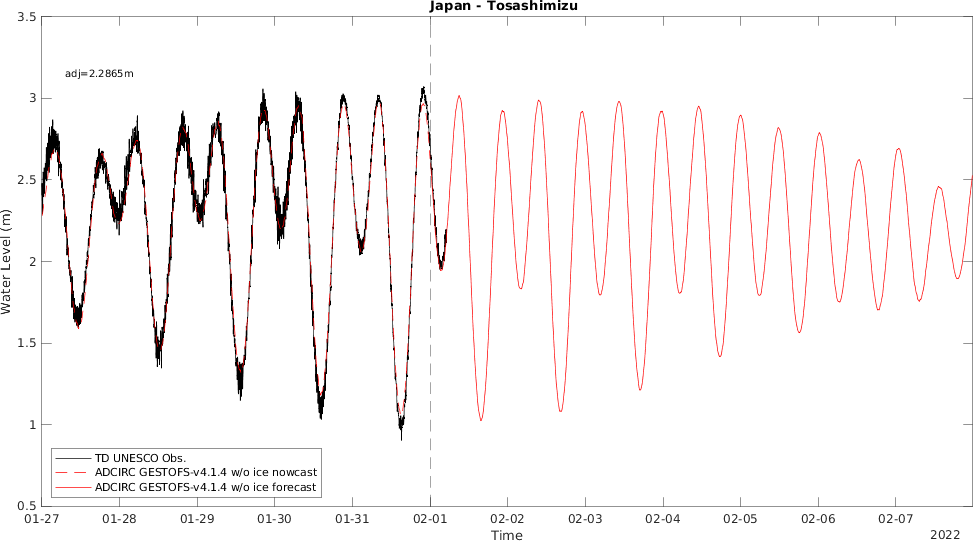 Japan - Tosashimizu
3.5
adj=2.2865m
3
2.5
2
1.5
1
0.5
Water Level (m)
TD UNESCO Obs.
ADCIRC GESTOFS-v4.1.4 w/o ice nowcast
ADCIRC GESTOFS-v4.1.4 w/o ice forecast
01-27 01-28 01-29 01-30 01-31 02-01 02-02 02-03 02-04 02-05 02-06 02-07
Time
2022